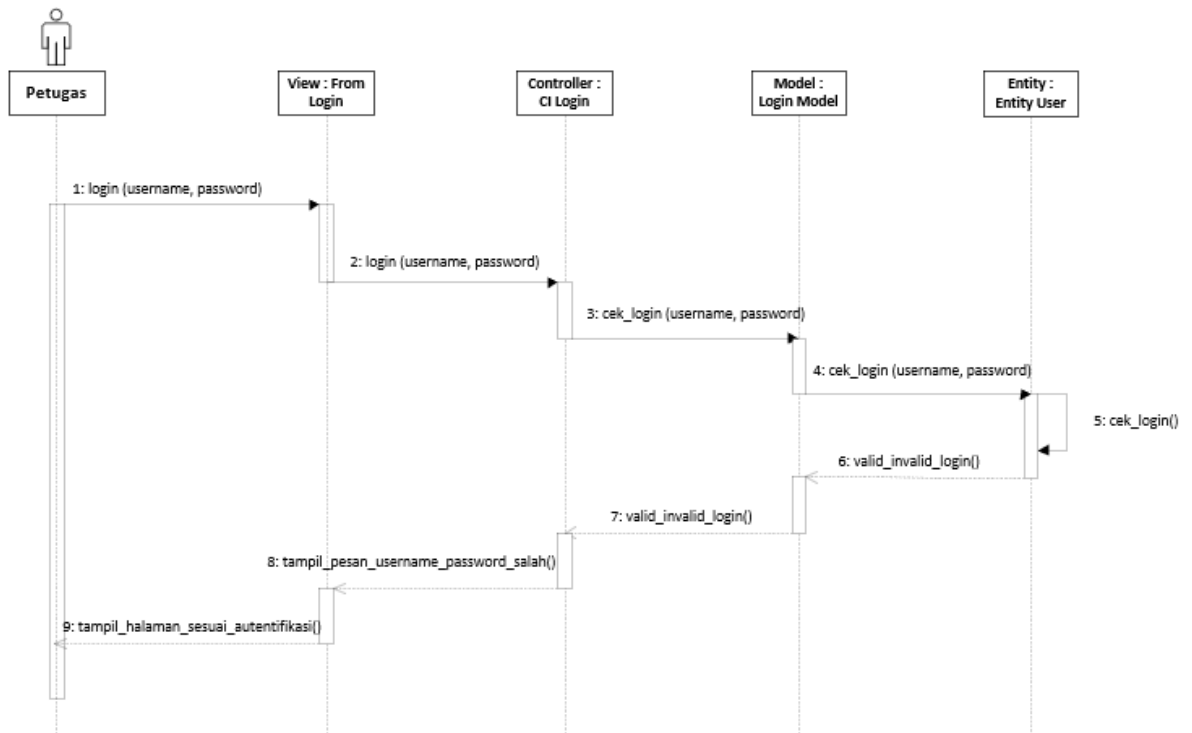 Petugas
View : From
Login
Controller :
CI Login
Model :
Login Model
Entity :
Entity User
1: login (username, password)
2: login (username, password)
3: cek_login (username, password)
4: cek_login (username, password)
5: cek_login()
6: valid_invalid_login()
7: valid_invalid_login()
8: tampil_pesan_username_password_salah()
9: tampil_halaman_sesuai_autentifikasi()